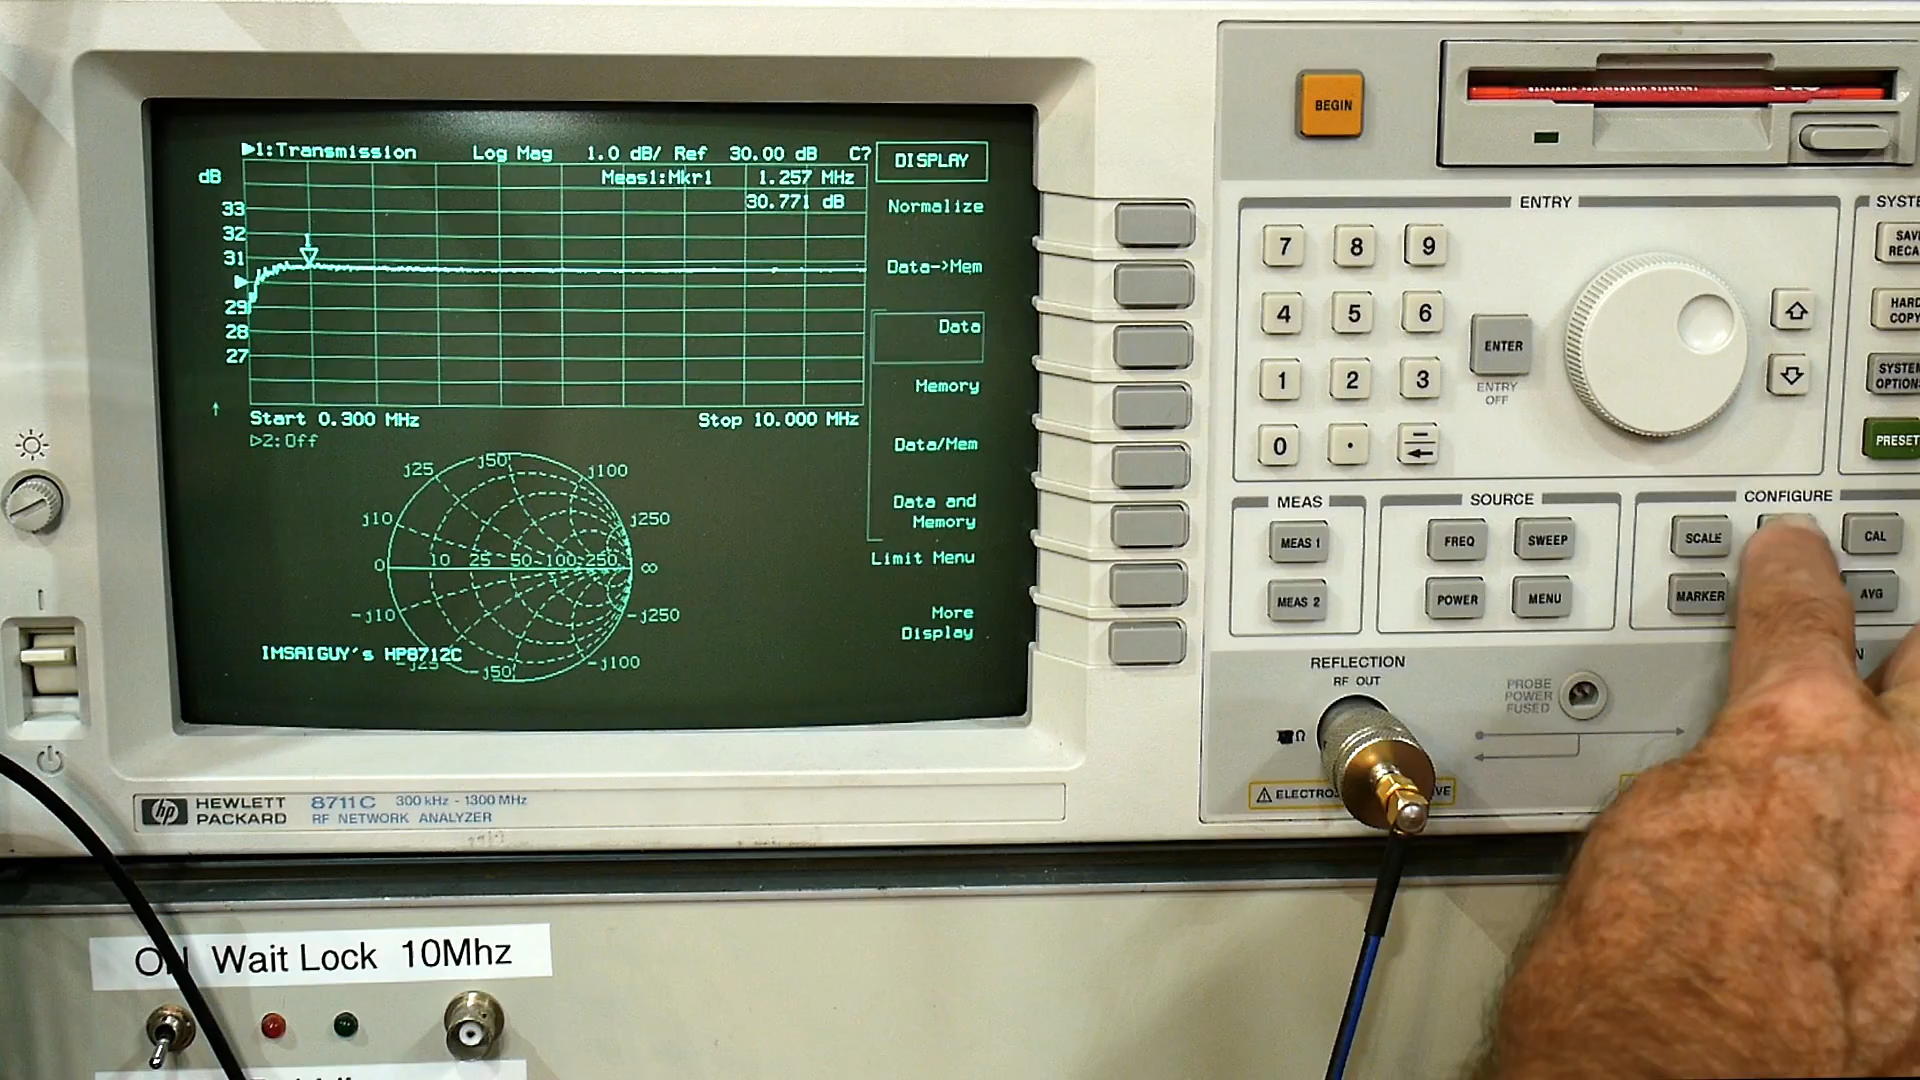 ▶1:Transmission Log Mag 1.0 dB/ Ref 30.00 dB C?
Meas1:Mkr1 1.257 MHz
30.771 dB
dB
33
32
31
29
28
27
Start 0.300 MHz Stop 10.000 MHz
▷2:Off
j25 j50 j100
j10 j250
0 10 25 50 100 250 ∞
-j10 -j250
-j25 -j50 -j100
IMSAIGUY's HP8712C
DISPLAY
Normalize
Data->Mem
Data
Memory
Data/Mem
Data and
Memory
Limit Menu
More
Display
hp HEWLETT
PACKARD
8711C 300 kHz - 1300 MHz
RF NETWORK ANALYZER
BEGIN
ENTRY
7 8 9
4 5 6
1 2 3
0 .
ENTER
ENTRY
OFF
SAVE
HARD
COPY
SYSTEM
PRESET
MEAS
MEAS 1
MEAS 2
SOURCE
FREQ SWEEP
POWER MENU
CONFIGURE
SCALE CAL
MARKER AVG
REFLECTION
RF OUT
Ω
PROBE
POWER
FUSED
ELECTRO
VE
ON Wait Lock 10Mhz